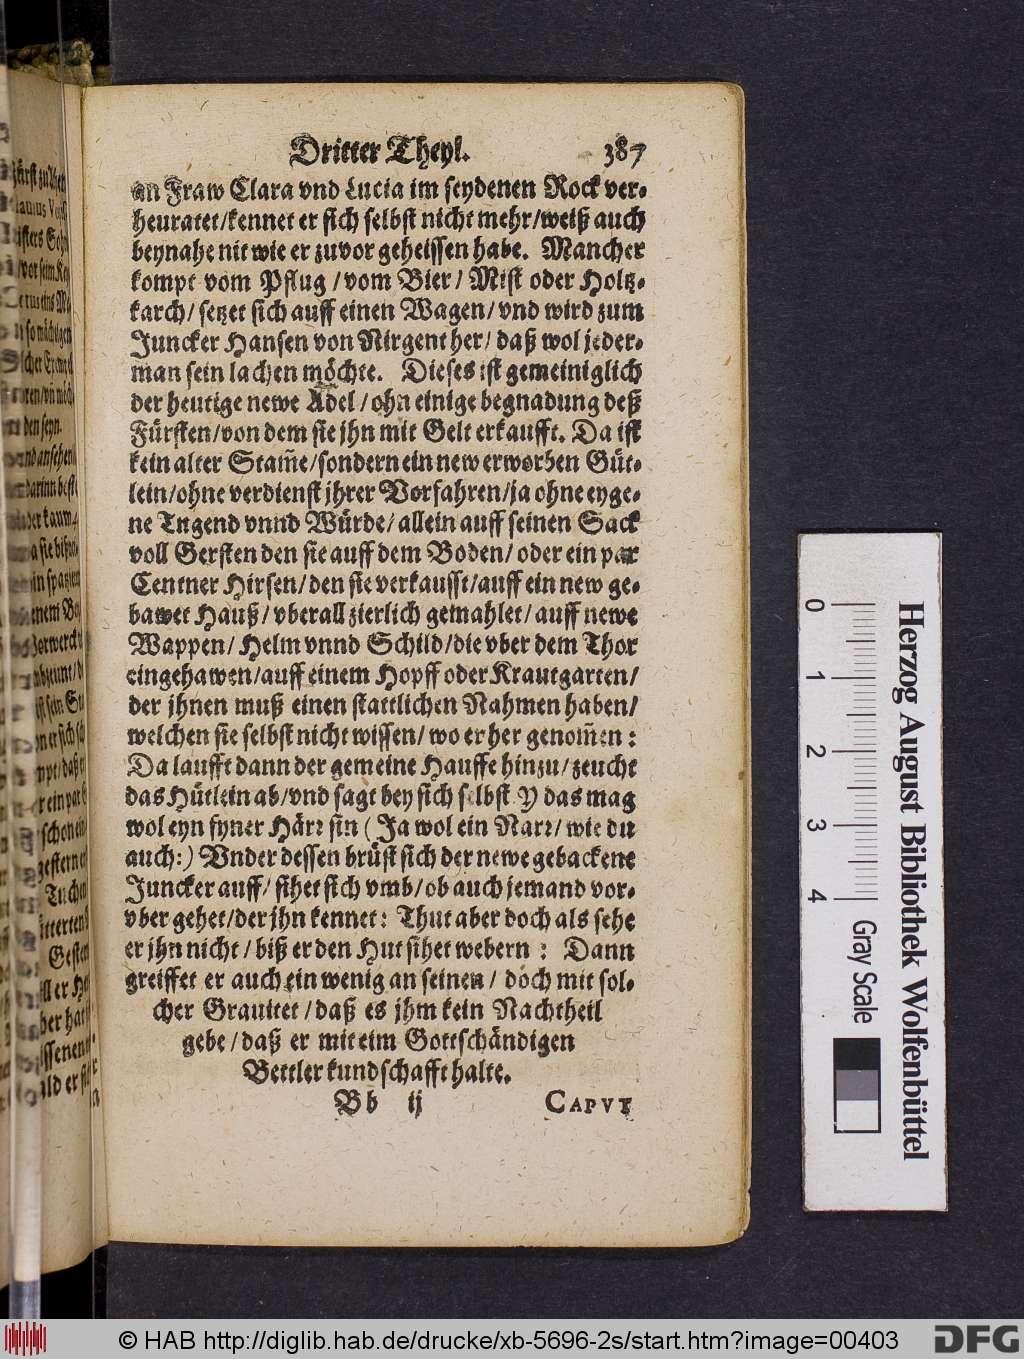 Dritter Theyl. 387
an Fraw Clara vnd Lucia im seydenen Rock ver-
heuratet/kennet er sich selbst nicht mehr/weiß auch
beynahe nit wie er zuvor geheissen habe. Mancher
kompt vom Pflug/vom Bier/Mist oder Holtz-
karch/setzet sich auff einen Wagen/vnd wird zum
Juncker Hansen von Nirgent her/daß wol jeder-
man sein lachen möchte. Dieses ist gemeiniglich
der heutige newe Adel/ohn einige begnadung deß
Fürsten/von dem sie jhn mit Gelt erkaufft. Da ist
kein alter Stam̃e/sondern ein new erworben Güt-
lein/ohne verdienst jhrer Vorfahren/ja ohne eyge-
ne Tugend vnnd Würde/allein auff seinen Sack
voll Gersten den sie auff dem Boden/oder ein par
Centner Hirsen/den sie verkaufft/auff ein new ge-
bawet Hauß/vberall zierlich gemahlet/auff newe
Wappen/Helm vnnd Schild/die vber dem Thor
eingehawen/auff einem Hopff oder Krautgarten/
der jhnen muß einen stattlichen Nahmen haben/
welchen sie selbst nicht wissen/wo er her genom̃en:
Da laufft dann der gemeine Hauffe hinzu/zeucht
das Hütlein ab/vnd sagt bey sich selbst y das mag
wol eyn fyner Härr sin (Ja wol ein Narr/wie du
auch:) Vnder dessen brüst sich der newe gebackene
Juncker auff/sihet sich vmb/ob auch jemand vor-
vber gehet/der jhn kennet: Thut aber doch als sehe
er jhn nicht/biß er den Hut sihet webern: Dann
greiffet er auch ein wenig an seinen/doch mit sol-
cher Gravitet/daß es jhm kein Nachtheil
gebe/daß er mit eim Gottschändigen
Bettler kundschafft halte.
Bb ij CAPVT
0 1 2 3 4
Gray Scale
Herzog August Bibliothek Wolfenbüttel
© HAB http://diglib.hab.de/drucke/xb-5696-2s/start.htm?image=00403
DFG